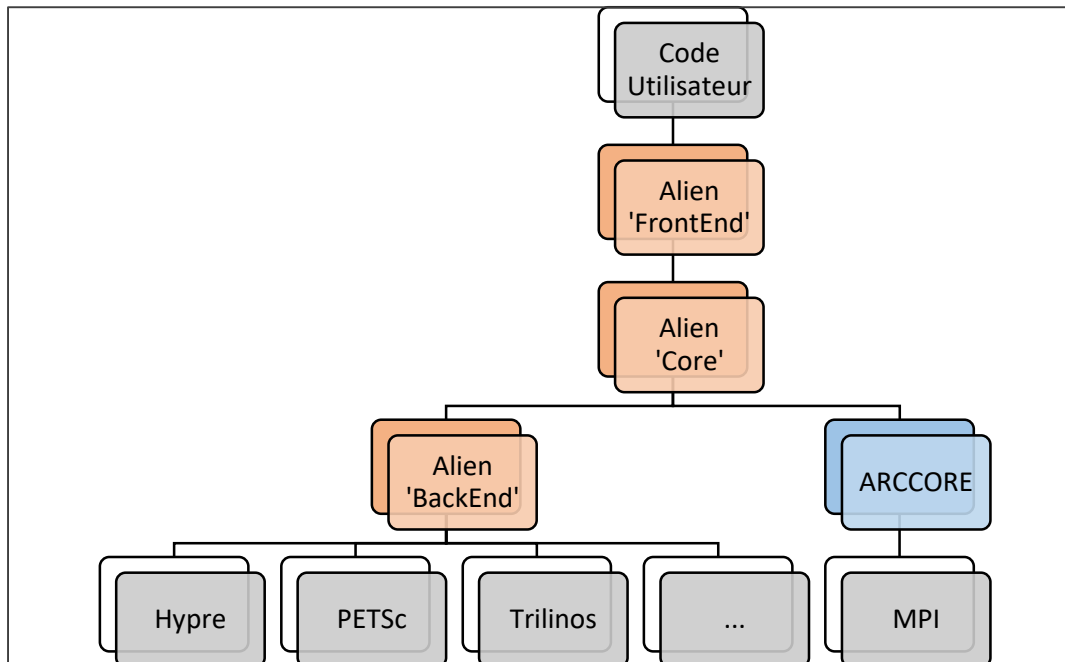 Code
Utilisateur
Alien
'FrontEnd'
Alien
'Core'
Alien
'BackEnd'
ARCCORE
Hypre
PETSc
Trilinos
...
MPI